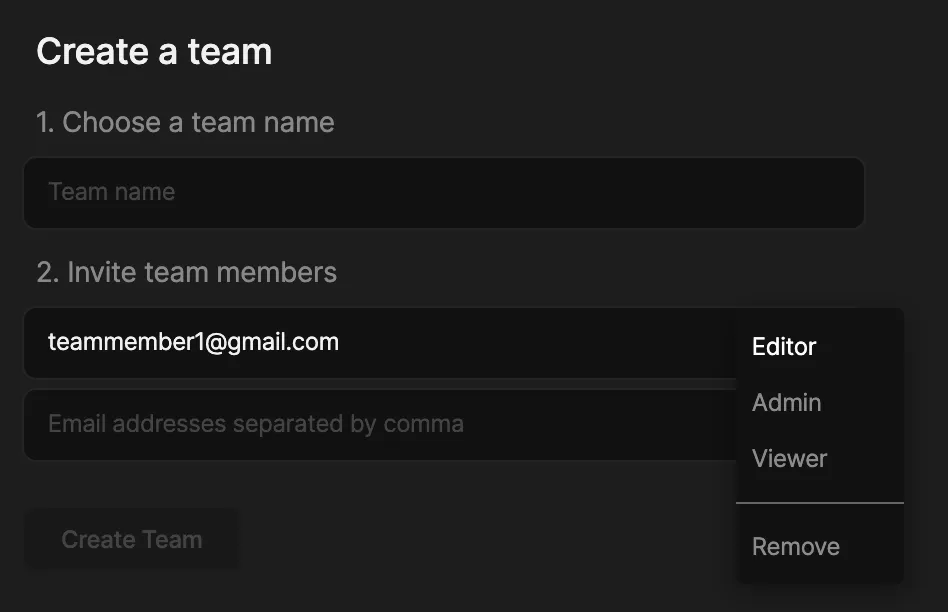 Create a team
1. Choose a team name
Team name
2. Invite team members
teammember1@gmail.com
Editor
Admin
Email addresses separated by comma
Viewer
Create Team
Remove